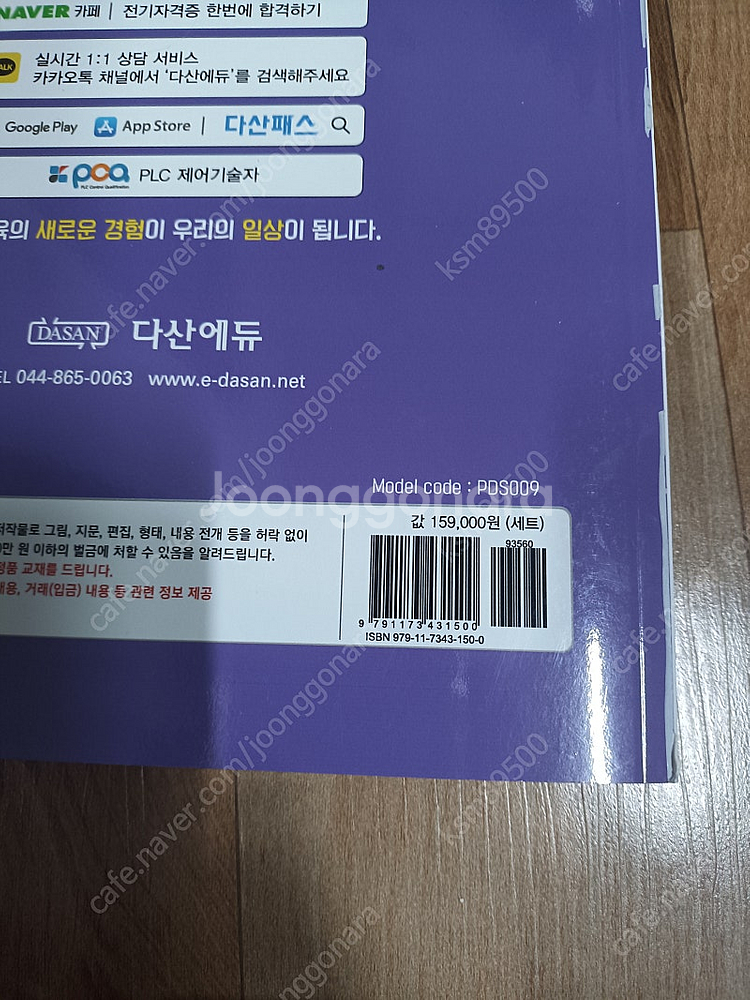 NAVER 카페 | 전기자격증 한번에 합격하기
실시간 1:1 상담 서비스
카카오톡 채널에서 '다산에듀'를 검색해주세요
Google Play App Store | 다산패스
pcq PLC 제어기술자
PLC Control Qualification
육의 새로운 경험이 우리의 일상이 됩니다.
DASAN 다산에듀
EL 044-865-0063 www.e-dasan.net
Model code : PDS009
Joonggonara
저작물로 그림, 지문, 편집, 형태, 내용 전개 등을 허락 없이
만 원 이하의 벌금에 처할 수 있음을 알려드립니다.
정품 교재를 드립니다.
내용, 거래(입금) 내용 등 관련 정보 제공
값 159,000원 (세트)
93560
9 791173 431500
ISBN 979-11-7343-150-0
cafe.naver.com/joonggonara
ksm89500